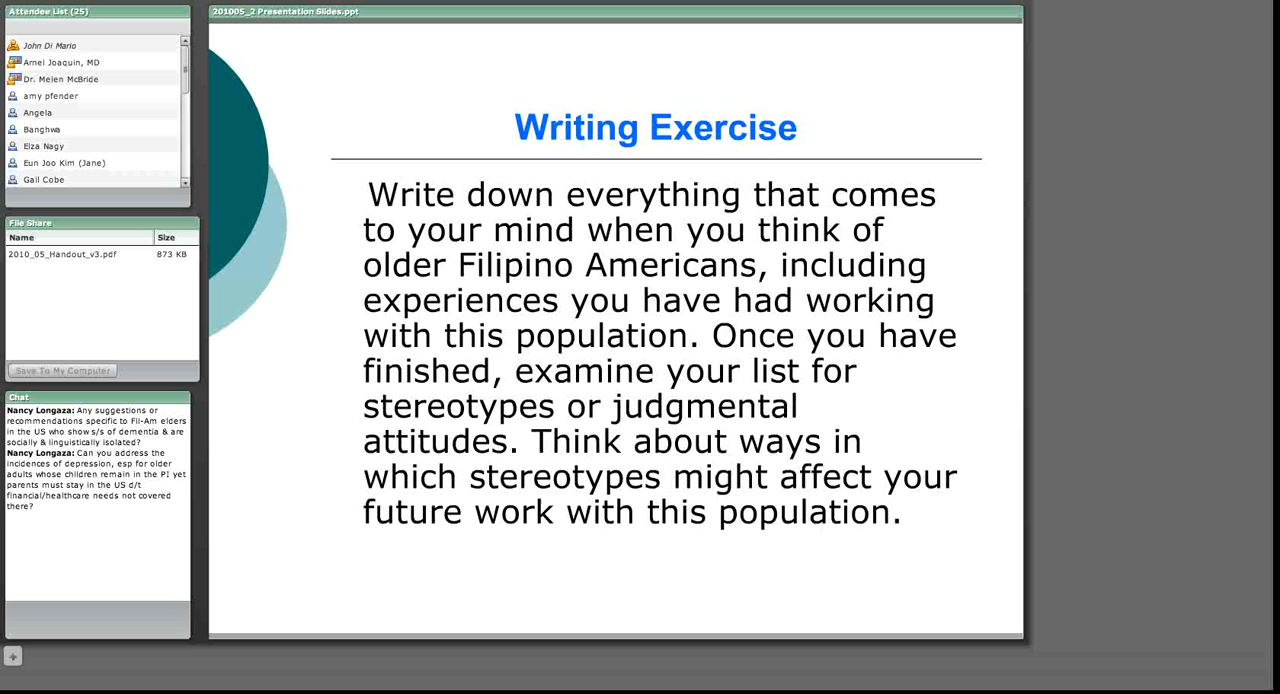 Attendee List (25)
John Di Mario
Arnel Joaquin, MD
Dr. Melen McBride
amy pfender
Angela
Banghwa
Elza Nagy
Eun Joo Kim (Jane)
Gail Cobe
File Share
Name Size
2010_05_Handout_v3.pdf 873 KB
Save To My Computer
Chat
Nancy Longaza: Any suggestions or
recommendations specific to Fil-Am elders
in the US who show s/s of dementia & are
socially & linguistically isolated?
Nancy Longaza: Can you address the
incidences of depression, esp for older
adults whose children remain in the PI yet
parents must stay in the US d/t
financial/healthcare needs not covered
there?
201005_2 Presentation Slides.ppt
Writing Exercise
Write down everything that comes
to your mind when you think of
older Filipino Americans, including
experiences you have had working
with this population. Once you have
finished, examine your list for
stereotypes or judgmental
attitudes. Think about ways in
which stereotypes might affect your
future work with this population.